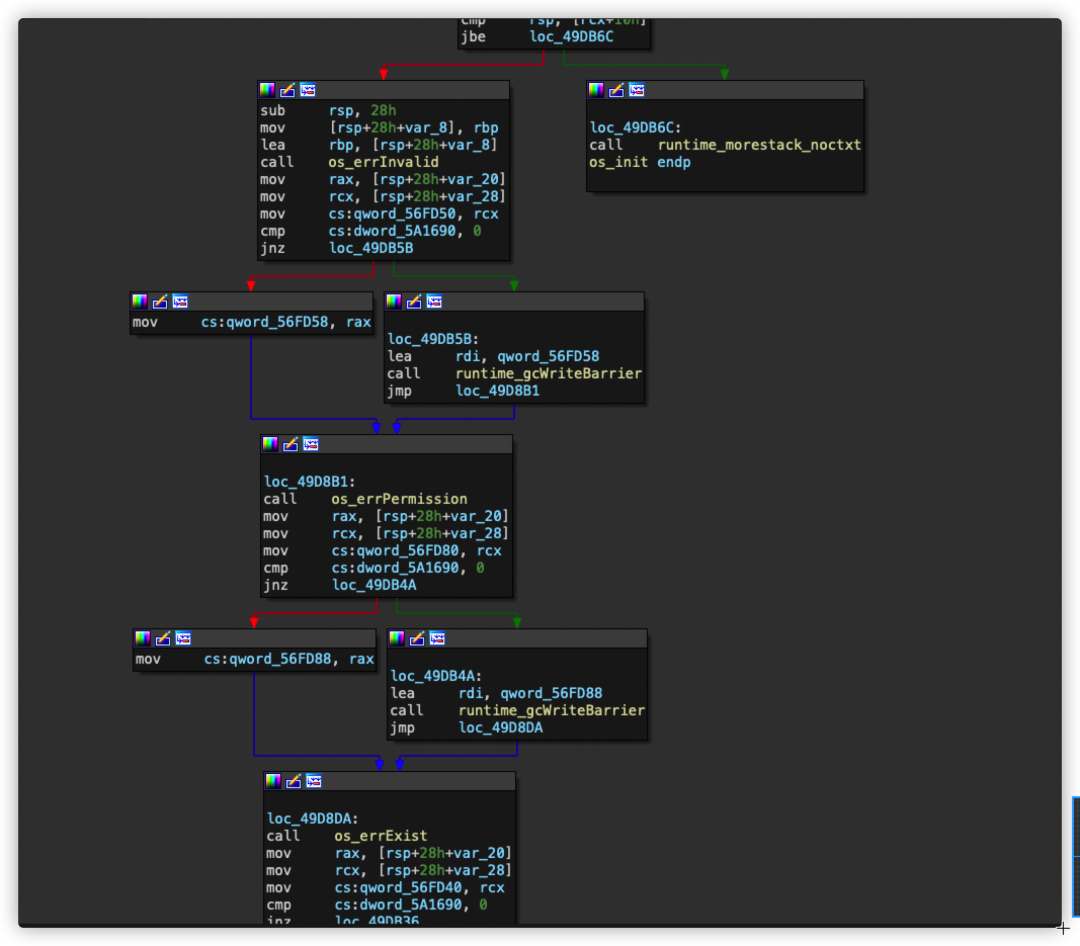 cmp rsp, [rcx+10h]
jbe loc_49DB6C
sub rsp, 28h
mov [rsp+28h+var_8], rbp
lea rbp, [rsp+28h+var_8]
call os_errInvalid
mov rax, [rsp+28h+var_20]
mov rcx, [rsp+28h+var_28]
mov cs:qword_56FD50, rcx
cmp cs:dword_5A1690, 0
jnz loc_49DB5B
loc_49DB6C:
call runtime_morestack_noctxt
os_init endp
mov cs:qword_56FD58, rax
loc_49DB5B:
lea rdi, qword_56FD58
call runtime_gcWriteBarrier
jmp loc_49D8B1
loc_49D8B1:
call os_errPermission
mov rax, [rsp+28h+var_20]
mov rcx, [rsp+28h+var_28]
mov cs:qword_56FD80, rcx
cmp cs:dword_5A1690, 0
jnz loc_49DB4A
mov cs:qword_56FD88, rax
loc_49DB4A:
lea rdi, qword_56FD88
call runtime_gcWriteBarrier
jmp loc_49D8DA
loc_49D8DA:
call os_errExist
mov rax, [rsp+28h+var_20]
mov rcx, [rsp+28h+var_28]
mov cs:qword_56FD40, rcx
cmp cs:dword_5A1690, 0
jnz loc_49DB36